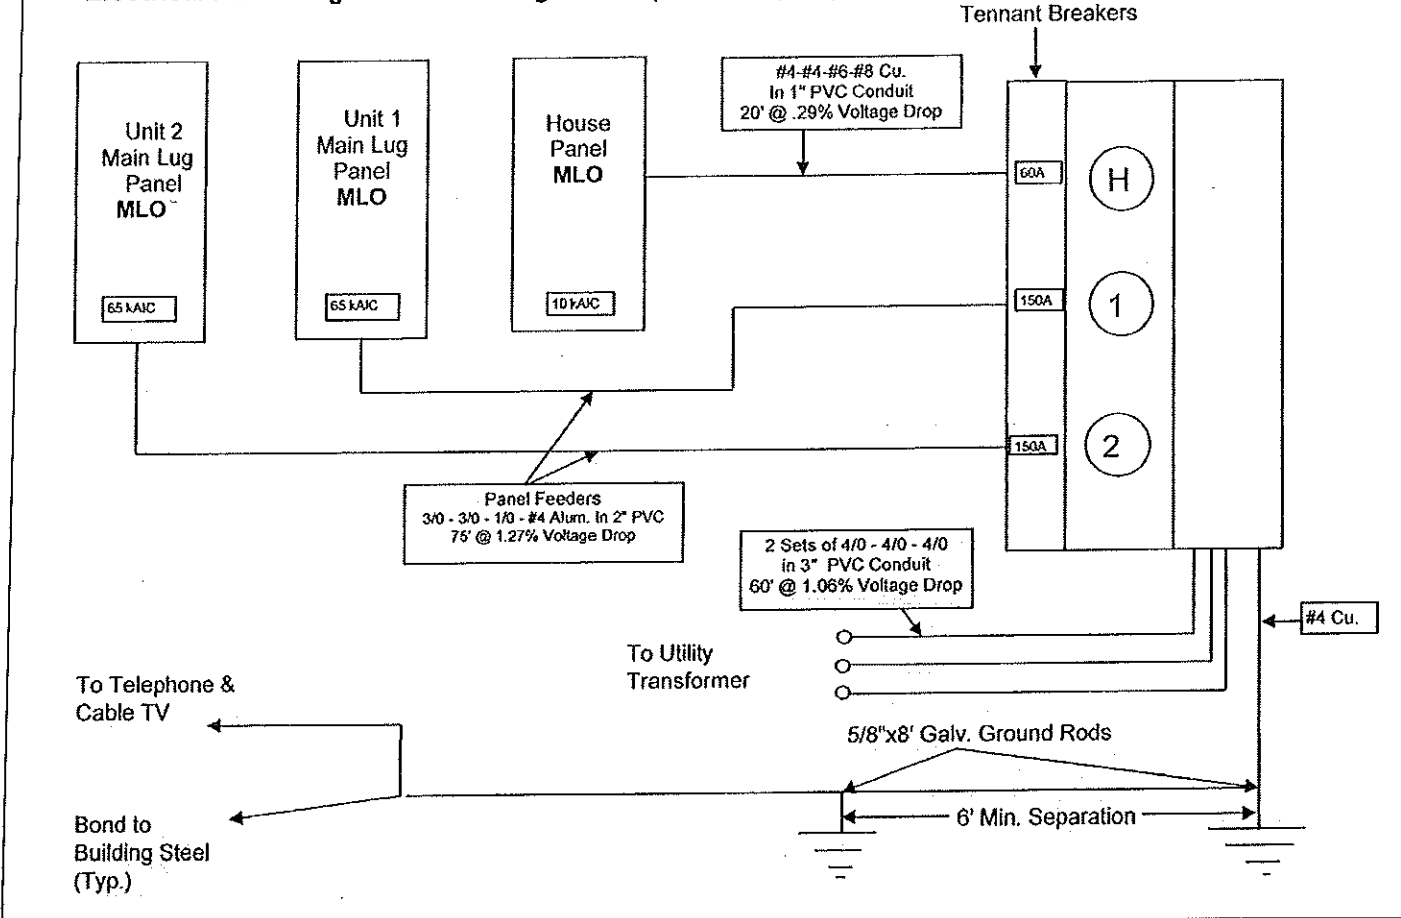 Tennant Breakers
Unit 2
Main Lug
Panel
MLO
65 kAIC
Unit 1
Main Lug
Panel
MLO
65 kAIC
House
Panel
MLO
10 kAIC
#4-#4-#6-#8 Cu.
In 1" PVC Conduit
20' @ .29% Voltage Drop
60A
H
150A
1
150A
2
Panel Feeders
3/0 - 3/0 - 1/0 - #4 Alum. In 2" PVC
75' @ 1.27% Voltage Drop
2 Sets of 4/0 - 4/0 - 4/0
in 3" PVC Conduit
60' @ 1.06% Voltage Drop
#4 Cu.
To Utility
Transformer
To Telephone &
Cable TV
5/8"x8' Galv. Ground Rods
6' Min. Separation
Bond to
Building Steel
(Typ.)